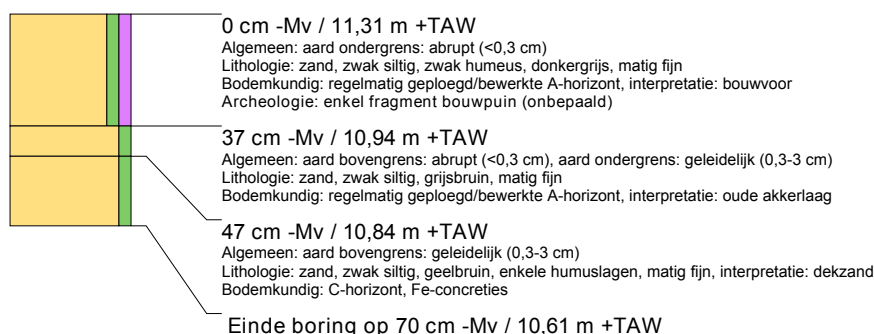 0 cm -Mv / 11,31 m +TAW
Algemeen: aard ondergrens: abrupt (<0,3 cm)
Lithologie: zand, zwak siltig, zwak humeus, donkergrijs, matig fijn
Bodemkundig: regelmatig geploegd/bewerkte A-horizont, interpretatie: bouwvoor
Archeologie: enkel fragment bouwpuin (onbepaald)
37 cm -Mv / 10,94 m +TAW
Algemeen: aard bovengrens: abrupt (<0,3 cm), aard ondergrens: geleidelijk (0,3-3 cm)
Lithologie: zand, zwak siltig, grijsbruin, matig fijn
Bodemkundig: regelmatig geploegd/bewerkte A-horizont, interpretatie: oude akkerlaag
47 cm -Mv / 10,84 m +TAW
Algemeen: aard bovengrens: geleidelijk (0,3-3 cm)
Lithologie: zand, zwak siltig, geelbruin, enkele humuslagen, matig fijn, interpretatie: dekzand
Bodemkundig: C-horizont, Fe-concreties
Einde boring op 70 cm -Mv / 10,61 m +TAW